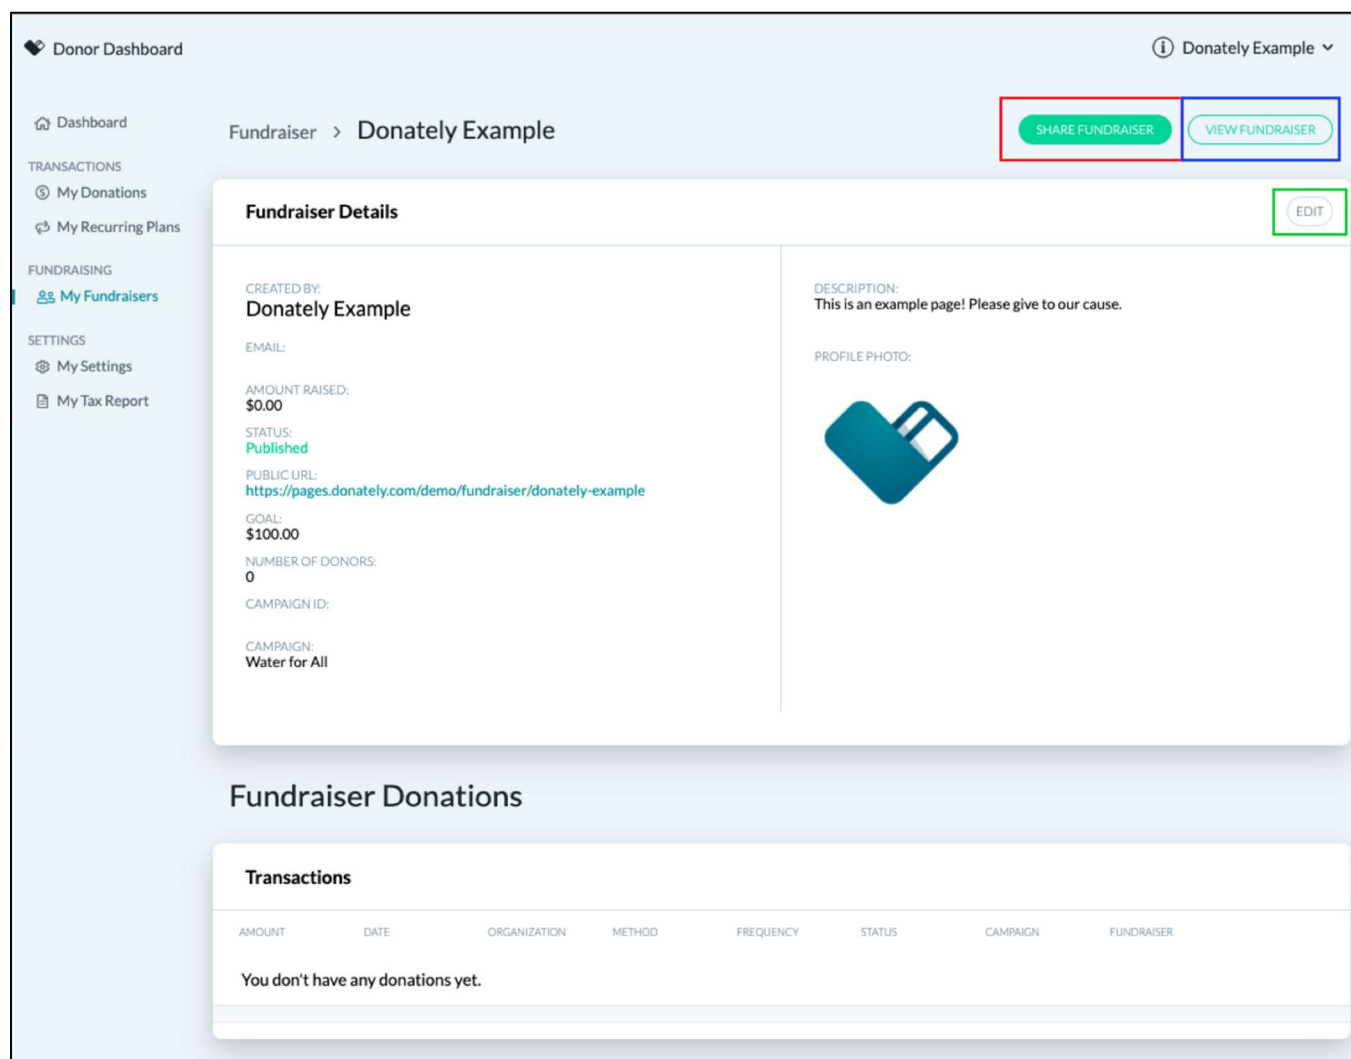 Donor Dashboard
Donately Example
Dashboard
TRANSACTIONS
My Donations
My Recurring Plans
FUNDRAISING
My Fundraisers
SETTINGS
My Settings
My Tax Report
Fundraiser > Donately Example
SHARE FUNDRAISER
VIEW FUNDRAISER
Fundraiser Details
EDIT
CREATED BY:
Donately Example
EMAIL:
AMOUNT RAISED:
$0.00
STATUS:
Published
PUBLIC URL:
https://pages.donately.com/demo/fundraiser/donately-example
GOAL:
$100.00
NUMBER OF DONORS:
0
CAMPAIGN ID:
CAMPAIGN:
Water for All
DESCRIPTION:
This is an example page! Please give to our cause.
PROFILE PHOTO:
Fundraiser Donations
Transactions
AMOUNT DATE ORGANIZATION METHOD FREQUENCY STATUS CAMPAIGN FUNDRAISER
You don't have any donations yet.